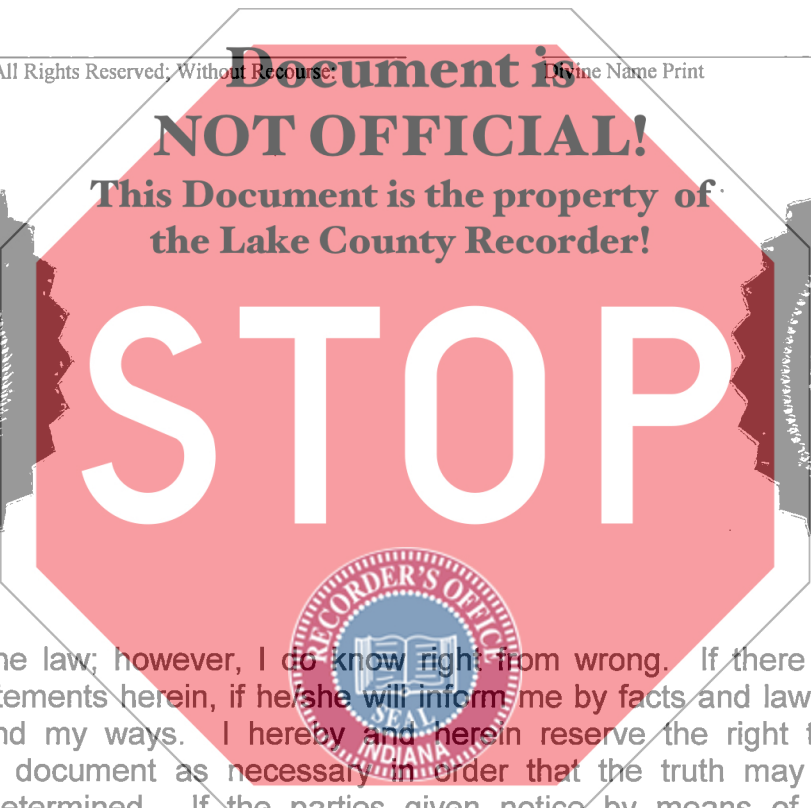 Document is
All Rights Reserved; Without Recourse: Divine Name Print
NOT OFFICIAL!
This Document is the property of
the Lake County Recorder!
STOP
RECORDER'S OFFICE
SEAL
INDIANA
the law; however, I do know right from wrong. If there
tements herein, if he/she will inform me by facts and law
nd my ways. I hereby and herein reserve the right
document as necessary in order that the truth may
etermined. If the parties given notice by means of